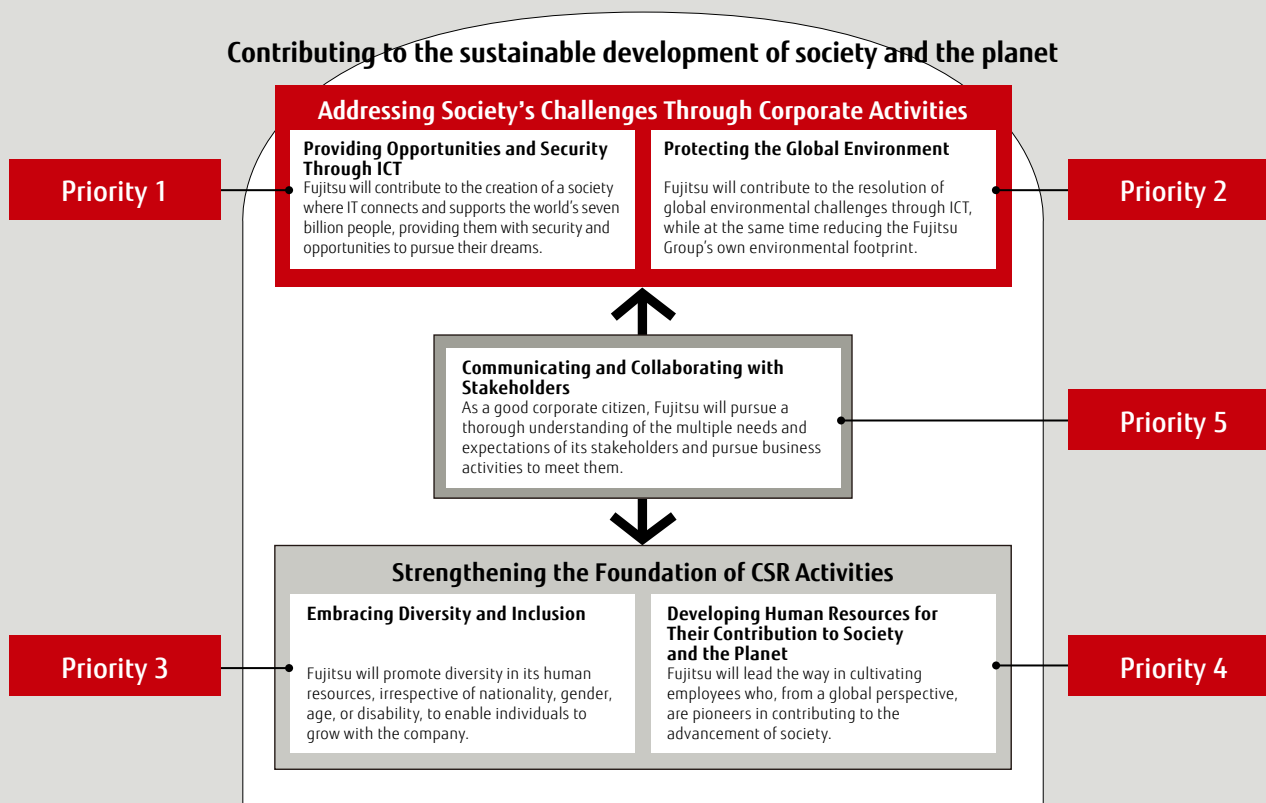 Contributing to the sustainable development of society and the planet
Addressing Society's Challenges Through Corporate Activities
Priority 1
Providing Opportunities and Security
Through ICT
Fujitsu will contribute to the creation of a society
where IT connects and supports the world's seven
billion people, providing them with security and
opportunities to pursue their dreams.
Protecting the Global Environment
Fujitsu will contribute to the resolution of
global environmental challenges through ICT,
while at the same time reducing the Fujitsu
Group's own environmental footprint.
Priority 2
Communicating and Collaborating with
Stakeholders
As a good corporate citizen, Fujitsu will pursue a
thorough understanding of the multiple needs and
expectations of its stakeholders and pursue business
activities to meet them.
Priority 5
Strengthening the Foundation of CSR Activities
Priority 3
Embracing Diversity and Inclusion
Fujitsu will promote diversity in its human
resources, irrespective of nationality, gender,
age, or disability, to enable individuals to
grow with the company.
Developing Human Resources for
Their Contribution to Society
and the Planet
Fujitsu will lead the way in cultivating
employees who, from a global perspective,
are pioneers in contributing to the
advancement of society.
Priority 4